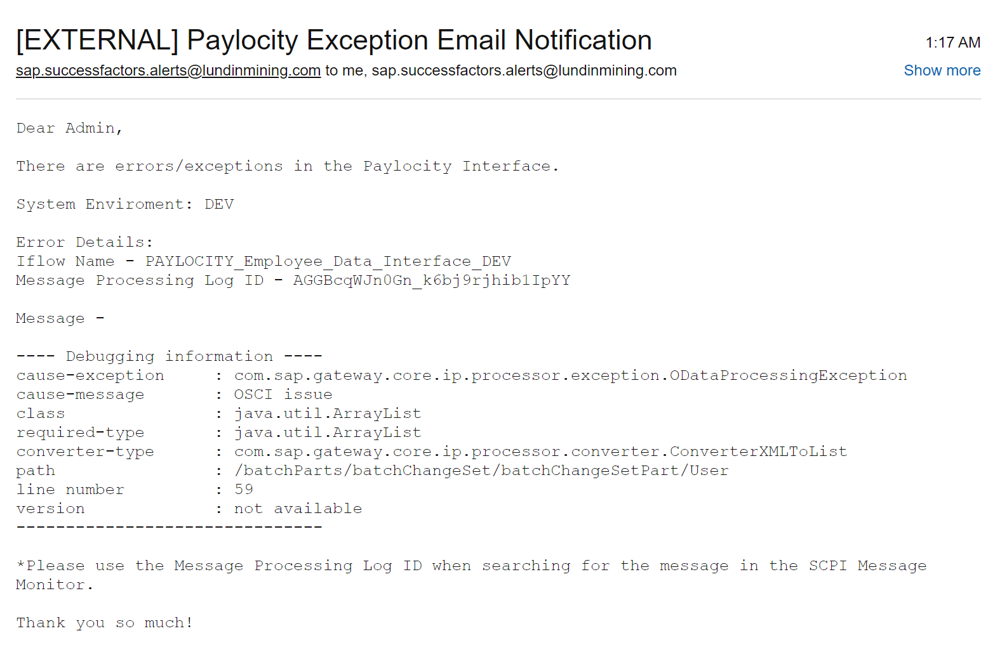 [EXTERNAL] Paylocity Exception Email Notification
1:17 AM
sap.successfactors.alerts@lundinmining.com to me, sap.successfactors.alerts@lundinmining.com
Show more
Dear Admin,
There are errors/exceptions in the Paylocity Interface.
System Enviroment: DEV
Error Details:
Iflow Name - PAYLOCITY_Employee_Data_Interface_DEV
Message Processing Log ID - AGGBcqWJn0Gn_k6bj9rjhib1IpYY
Message -
---- Debugging information ----
cause-exception : com.sap.gateway.core.ip.processor.exception.ODataProcessingException
cause-message : OSCI issue
class : java.util.ArrayList
required-type : java.util.ArrayList
converter-type : com.sap.gateway.core.ip.processor.converter.ConverterXMLToList
path : /batchParts/batchChangeSet/batchChangeSetPart/User
line number : 59
version : not available
-------------------------------
*Please use the Message Processing Log ID when searching for the message in the SCPI Message
Monitor.
Thank you so much!